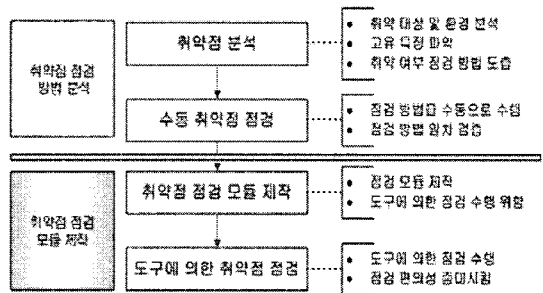 취약점 점검
방법 분석
취약점 분석
• 취약 대상 및 환경 분석
• 고유 특징 파악
• 취약 여부 점검 방법 도출
수동 취약점 점검
• 점검 방법을 수동으로 수행
• 점검 방법 일차 검증
취약점 점검
모듈 제작
취약점 점검 모듈 제작
• 점검 모듈 제작
• 도구에 의한 점검 수행 위함
도구에 의한 취약점 점검
• 도구에 의한 점검 수행
• 점검 편의성 증대시킴